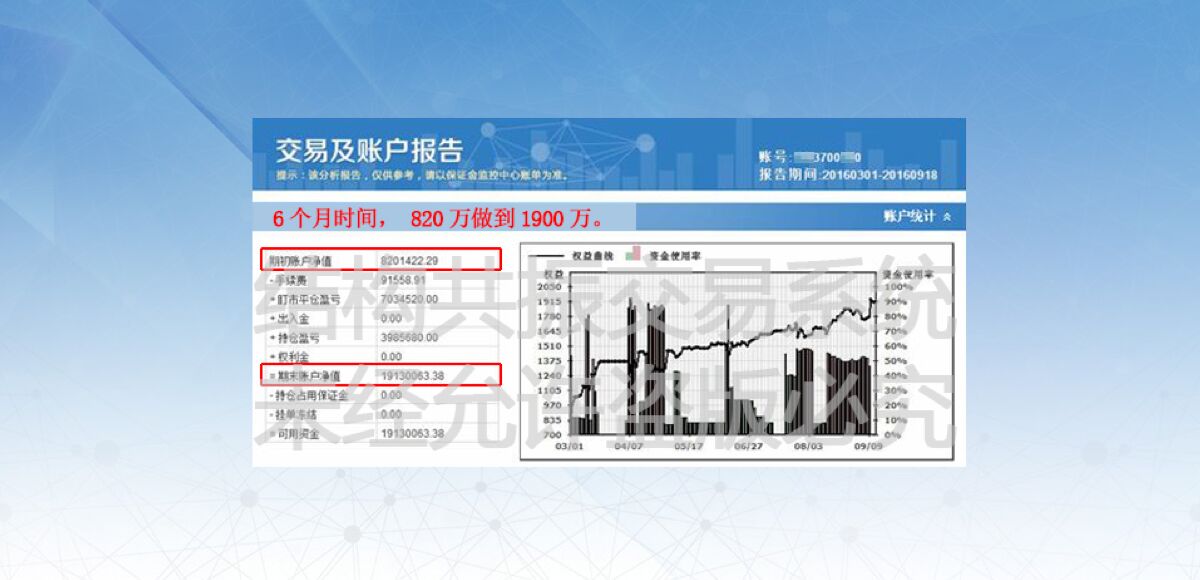 交易及账户报告
提示：该分析报告，仅供参考，请以保证金监控中心账单为准。
账号: 3700 0
报告期间:20160301-20160918
6个月时间， 820万做到1900万。
账户统计
期初账户净值 8201422.29
- 手续费 91558.91
+ 盯市平仓盈亏 7034520.00
+ 出入金 0.00
+ 持仓盈亏 3985680.00
+ 权利金 0.00
= 期末账户净值 19130063.38
- 持仓占用保证金 0.00
- 挂单冻结 0.00
= 可用资金 19130063.38
权益曲线 资金使用率
权益 资金使用率
2050 100%
1915 90%
1780 80%
1645 70%
1510 60%
1375 50%
1240 40%
1105 30%
970 20%
835 10%
700 0%
03/01 04/07 05/17 06/27 08/03 09/09
结构共振交易系统
未经允许盗版必究